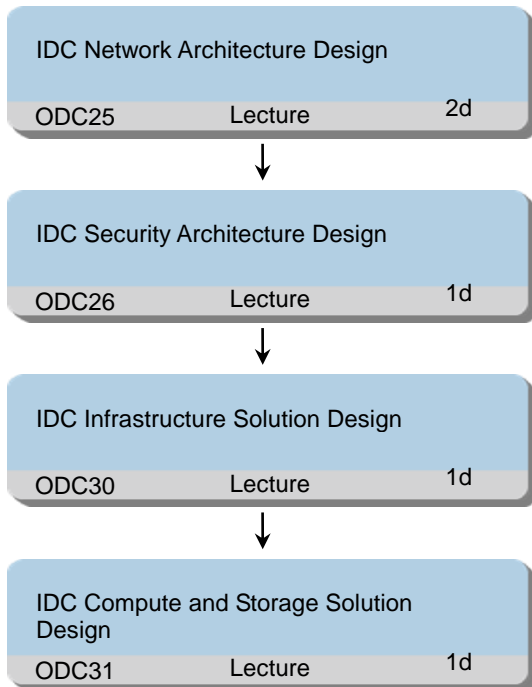 IDC Network Architecture Design
ODC25 Lecture 2d
IDC Security Architecture Design
ODC26 Lecture 1d
IDC Infrastructure Solution Design
ODC30 Lecture 1d
IDC Compute and Storage Solution
Design
ODC31 Lecture 1d